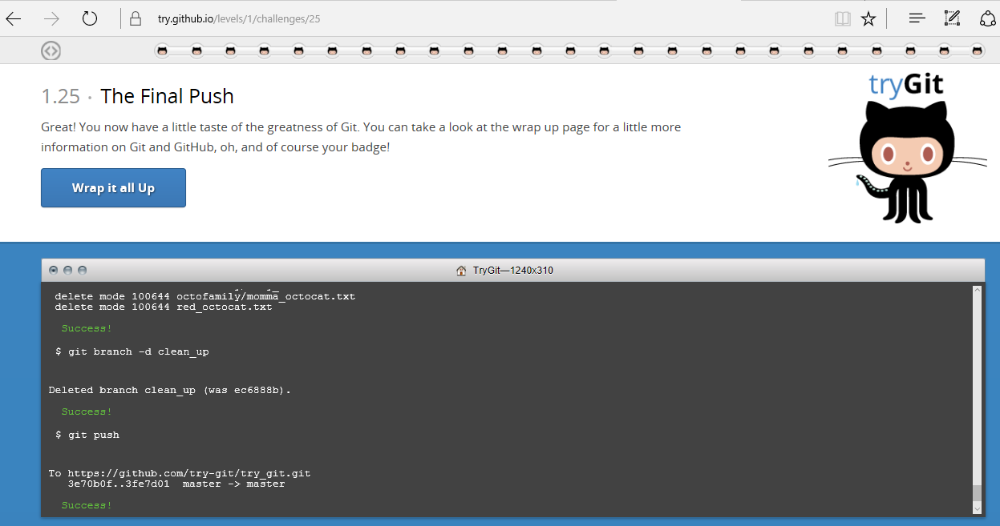 try.github.io/levels/1/challenges/25
tryGit
1.25 · The Final Push
Great! You now have a little taste of the greatness of Git. You can take a look at the wrap up page for a little more
information on Git and GitHub, oh, and of course your badge!
Wrap it all Up
TryGit—1240x310
delete mode 100644 octofamily/momma_octocat.txt
delete mode 100644 red_octocat.txt
Success!
$ git branch -d clean_up
Deleted branch clean_up (was ec6888b).
Success!
$ git push
To https://github.com/try-git/try_git.git
3e70b0f..3fe7d01 master -> master
Success!